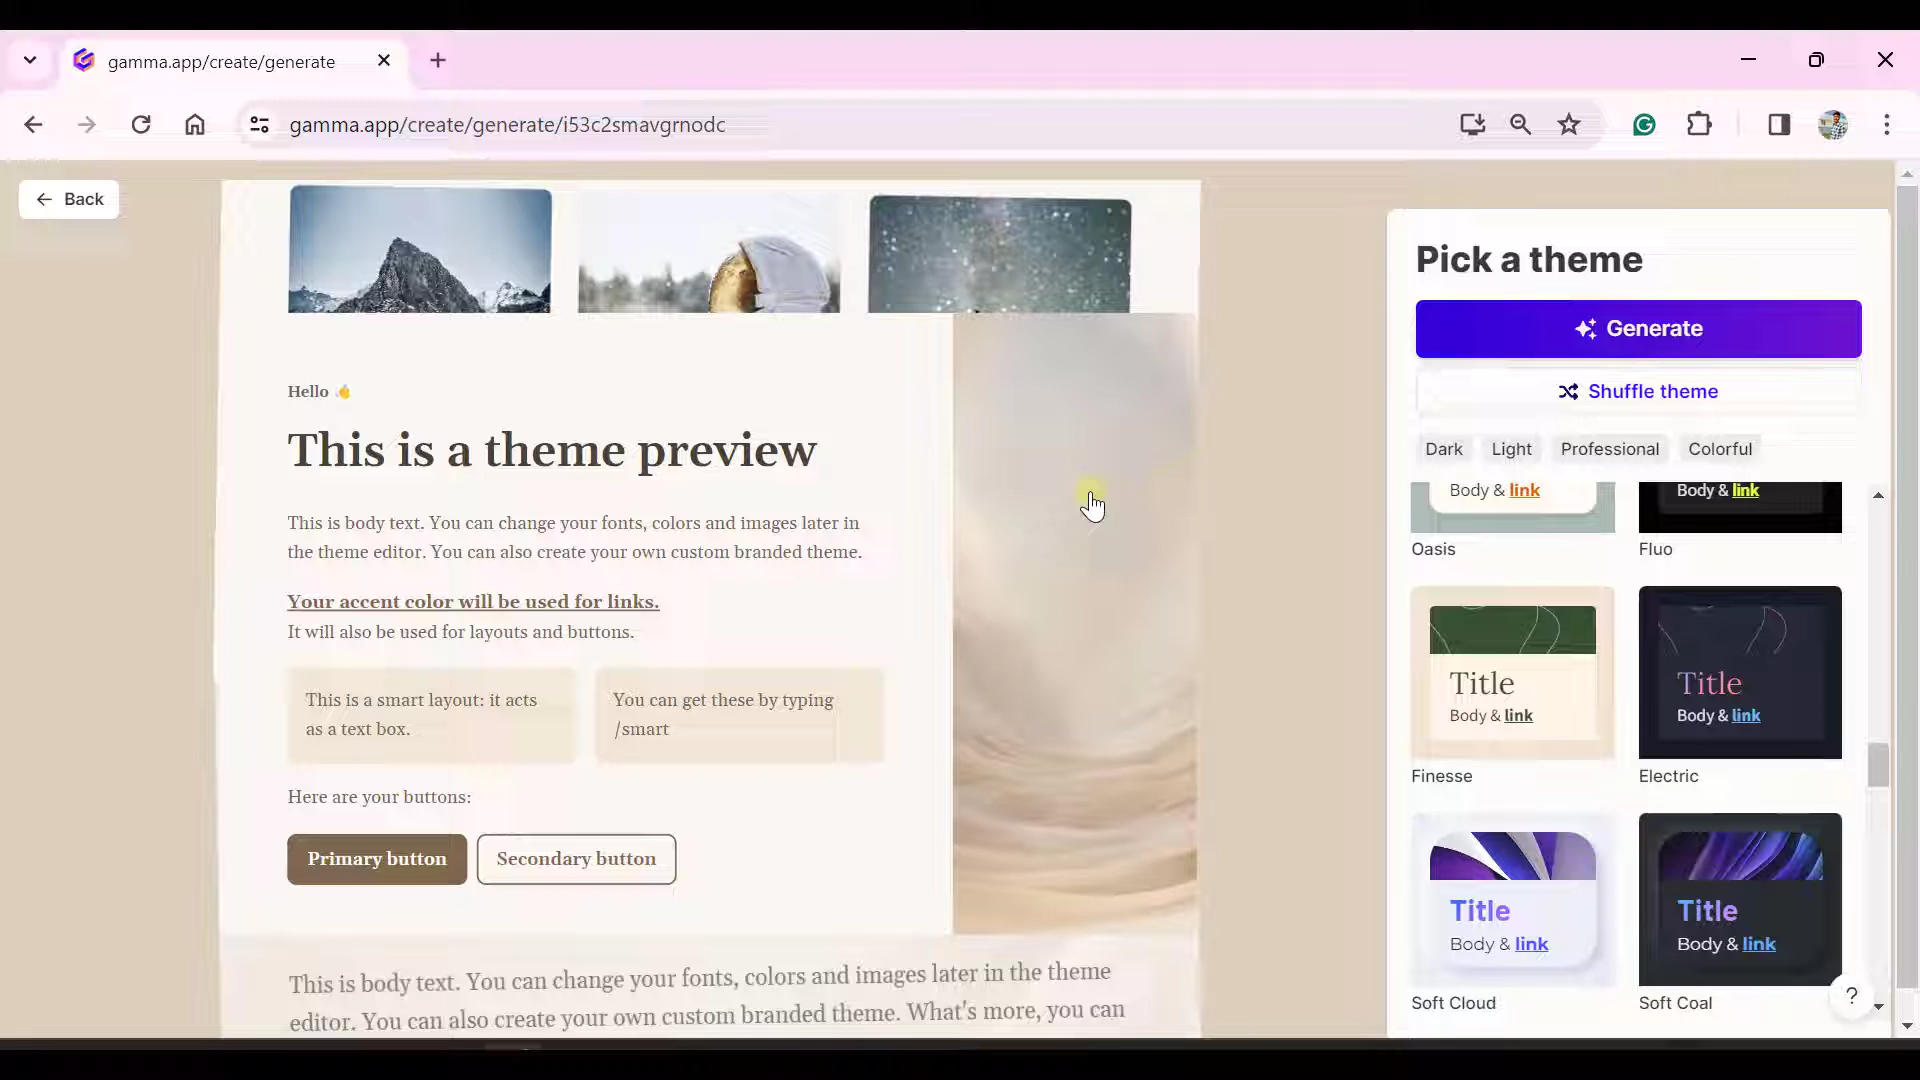 gamma.app/create/generate
gamma.app/create/generate/i53c2smavgrnodc
Back
Hello
This is a theme preview
This is body text. You can change your fonts, colors and images later in
the theme editor. You can also create your own custom branded theme.
Your accent color will be used for links.
It will also be used for layouts and buttons.
This is a smart layout: it acts
as a text box.
You can get these by typing
/smart
Here are your buttons:
Primary button
Secondary button
This is body text. You can change your fonts, colors and images later in the theme
editor. You can also create your own custom branded theme. What's more, you can
Pick a theme
Generate
Shuffle theme
Dark
Light
Professional
Colorful
Body & link
Body & link
Oasis
Fluo
Title
Body & link
Title
Body & link
Finesse
Electric
Title
Body & link
Title
Body & link
Soft Cloud
Soft Coal
?